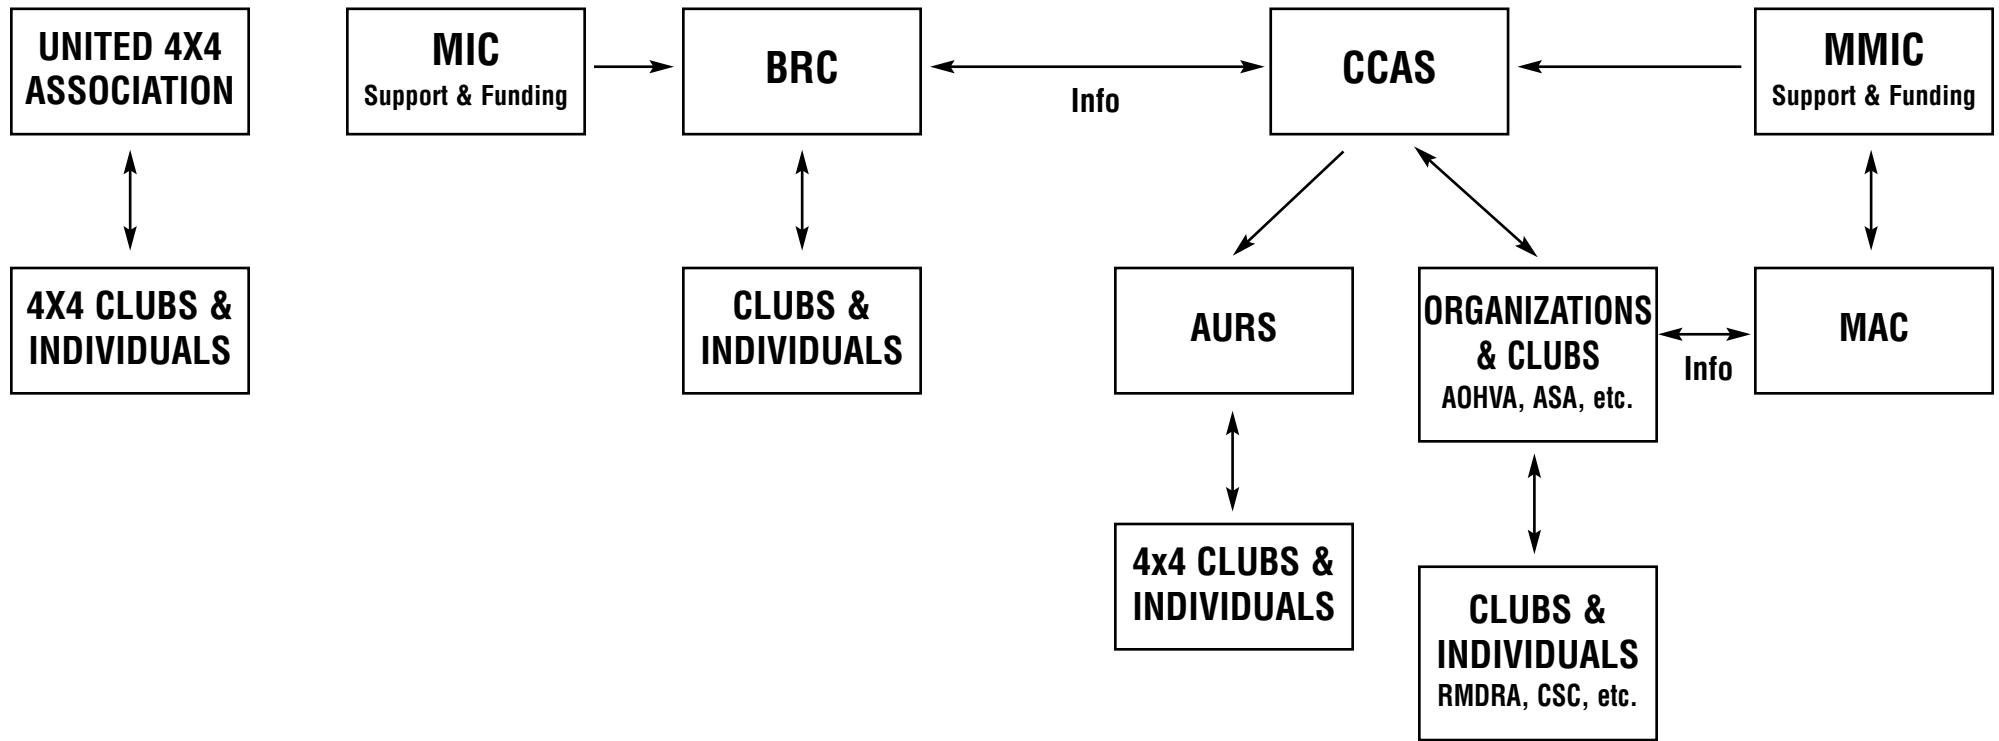 UNITED 4X4
ASSOCIATION
MIC
Support & Funding
BRC
Info
CCAS
MMIC
Support & Funding
4X4 CLUBS &
INDIVIDUALS
CLUBS &
INDIVIDUALS
AURS
ORGANIZATIONS
& CLUBS
AOHVA, ASA, etc.
Info
MAC
4x4 CLUBS &
INDIVIDUALS
CLUBS &
INDIVIDUALS
RMDRA, CSC, etc.